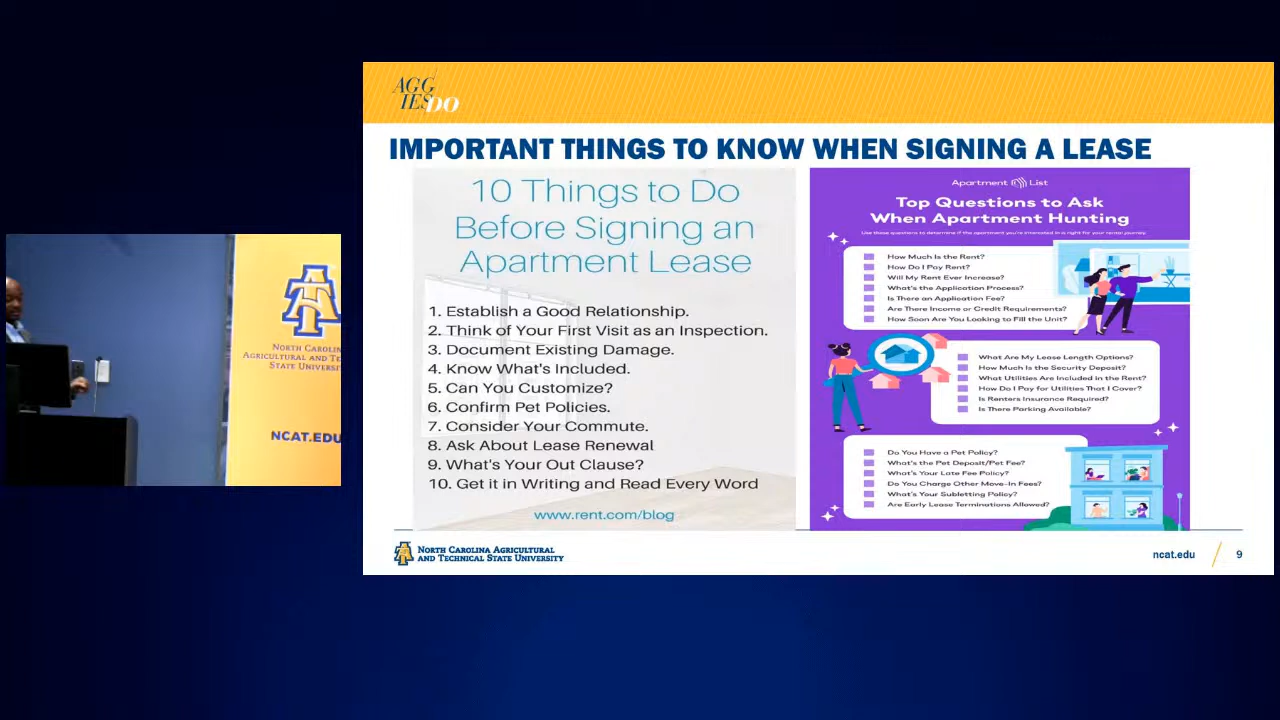 NORTH CAROLINA
AGRICULTURAL AND TE
STATE UNIVERSI
NCAT.EDU
AGG
IES DO
IMPORTANT THINGS TO KNOW WHEN SIGNING A LEASE
10 Things to Do
Before Signing an
Apartment Lease
1. Establish a Good Relationship.
2. Think of Your First Visit as an Inspection.
3. Document Existing Damage.
4. Know What's Included.
5. Can You Customize?
6. Confirm Pet Policies.
7. Consider Your Commute.
8. Ask About Lease Renewal
9. What's Your Out Clause?
10. Get it in Writing and Read Every Word
www.rent.com/blog
Apartment List
Top Questions to Ask
When Apartment Hunting
Use these questions to determine if the apartment you're interested in is right for your rental journey.
How Much Is the Rent?
How Do I Pay Rent?
Will My Rent Ever Increase?
What's the Application Process?
Is There an Application Fee?
Are There Income or Credit Requirements?
How Soon Are You Looking to Fill the Unit?
What Are My Lease Length Options?
How Much Is the Security Deposit?
What Utilities Are Included in the Rent?
How Do I Pay for Utilities That I Cover?
Is Renters Insurance Required?
Is There Parking Available?
Do You Have a Pet Policy?
What's the Pet Deposit/Pet Fee?
What's Your Late Fee Policy?
Do You Charge Other Move-In Fees?
What's Your Subletting Policy?
Are Early Lease Terminations Allowed?
NORTH CAROLINA AGRICULTURAL
AND TECHNICAL STATE UNIVERSITY
ncat.edu
9